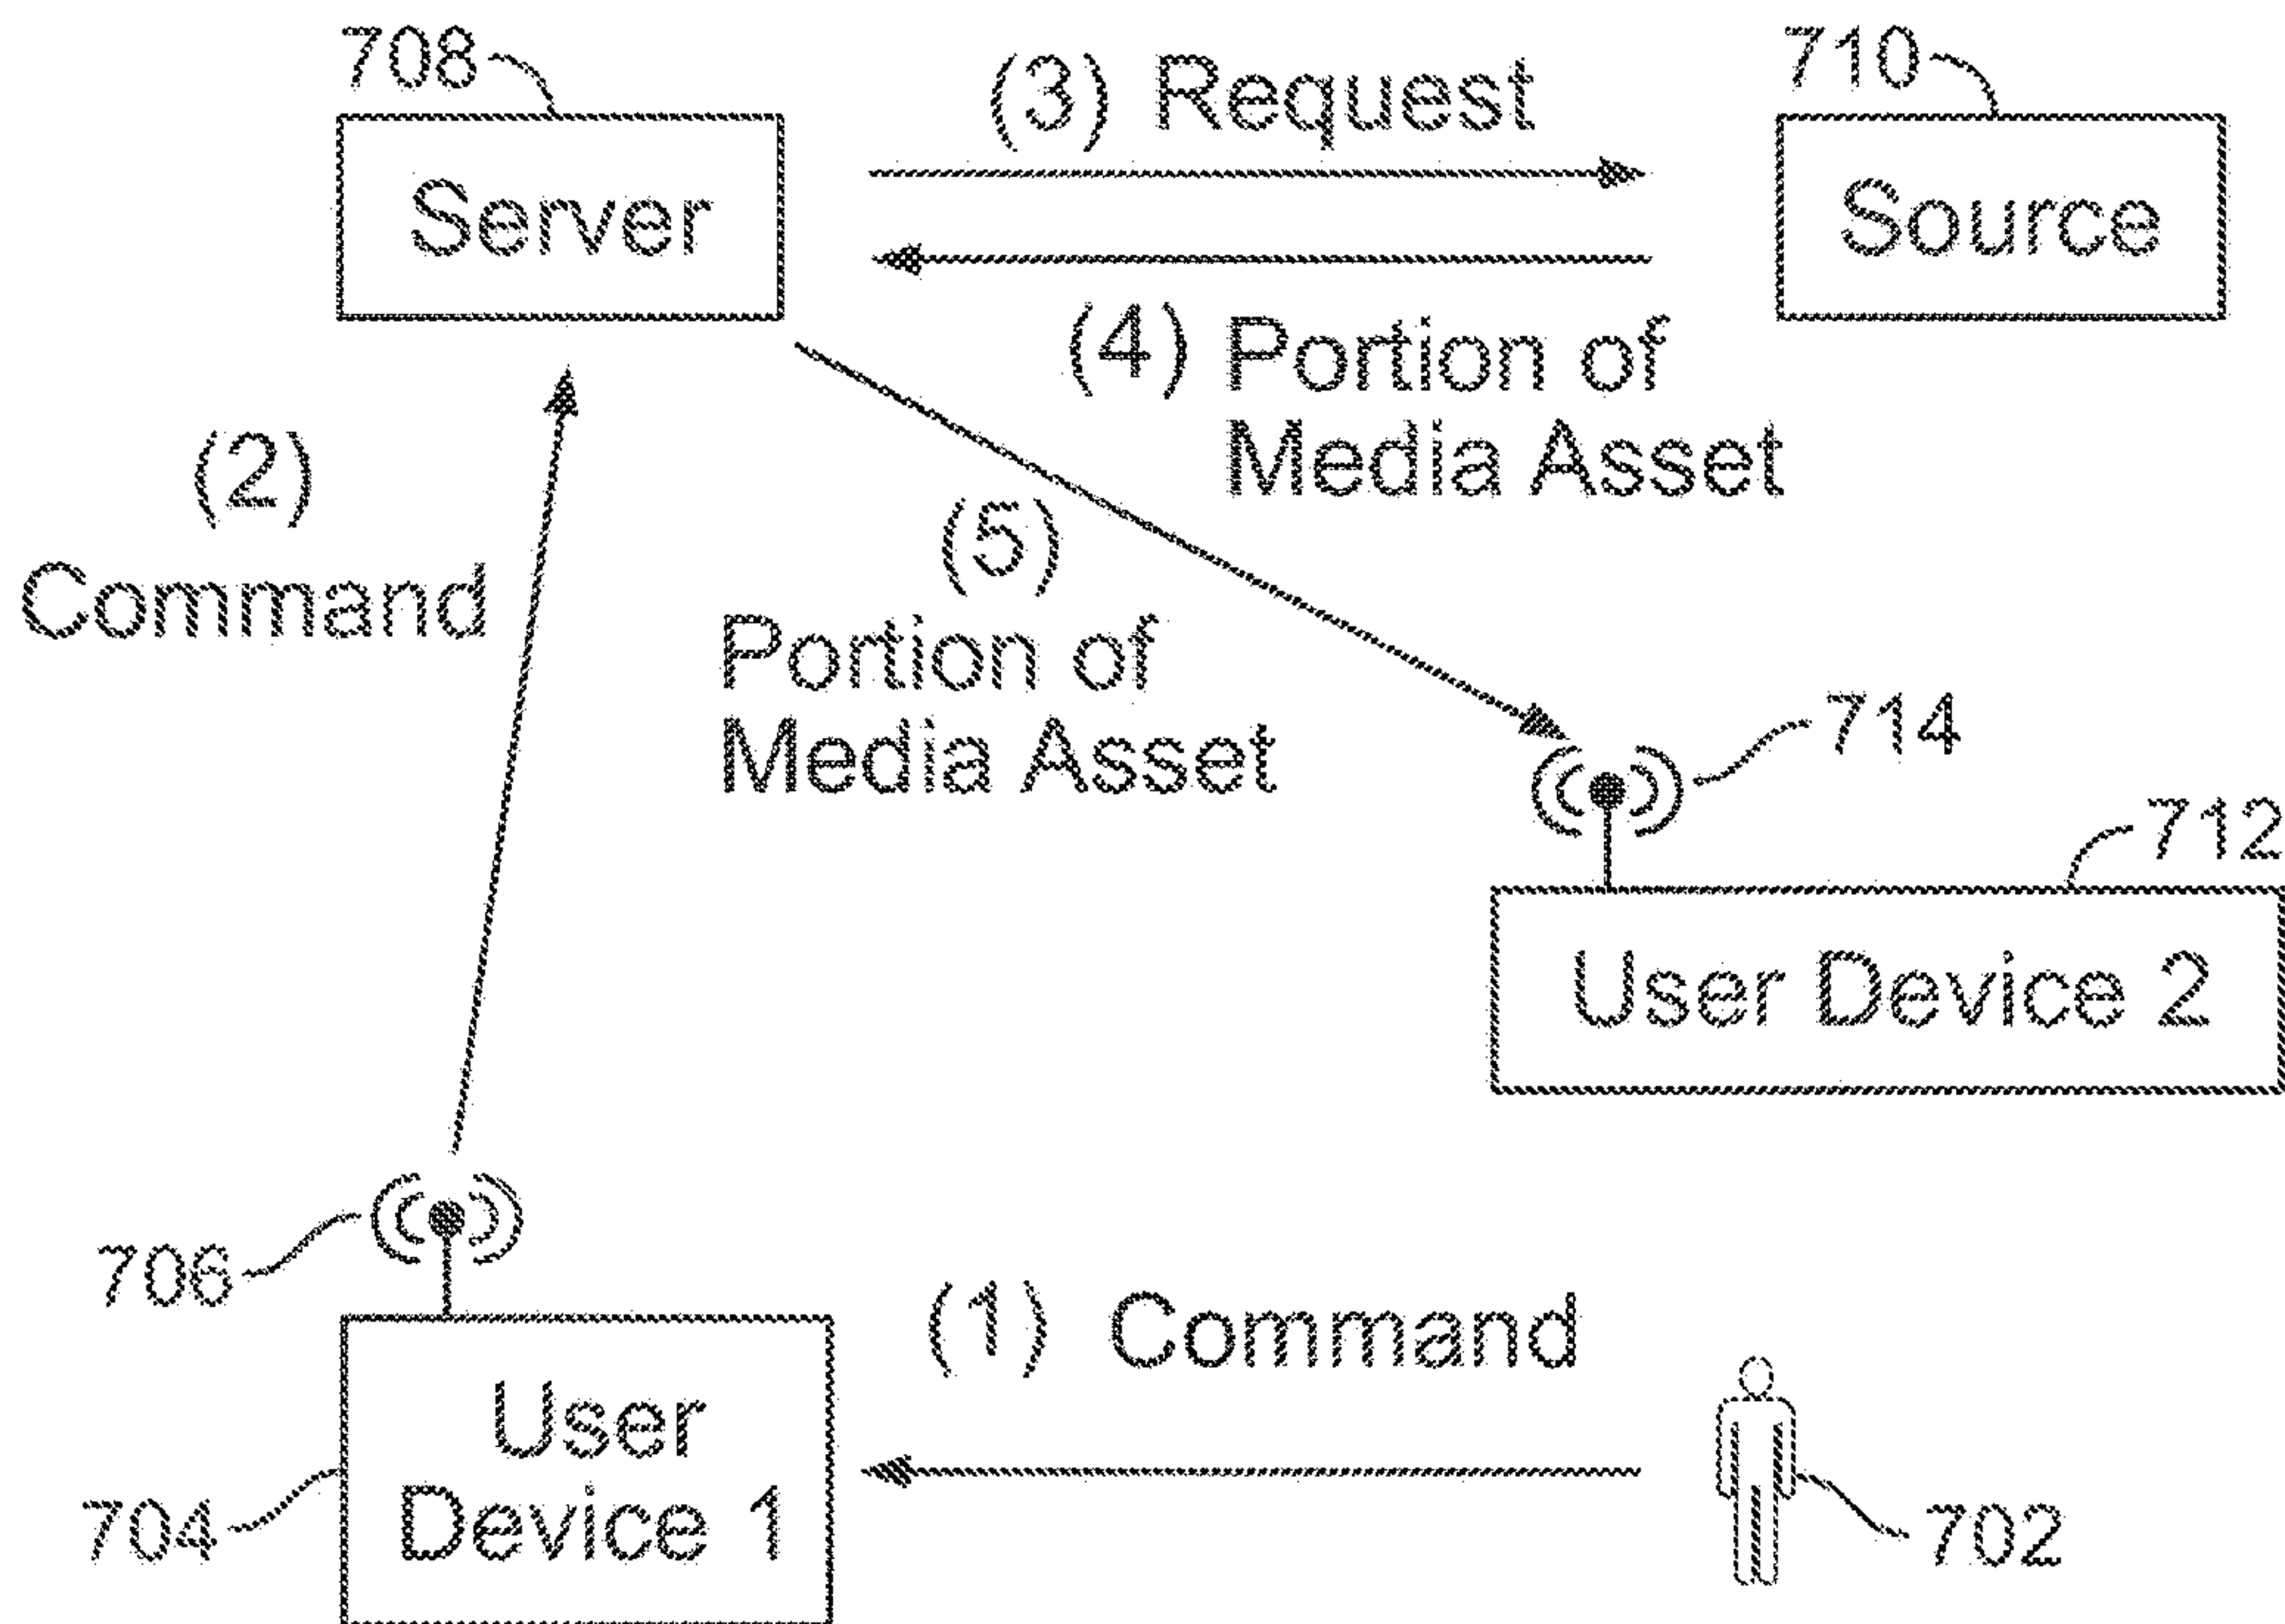 708
710
(3) Request
Server
Source
(4) Portion of
Media Asset
(2)
Command
(5)
Portion of
Media Asset
714
712
User Device 2
706
(1) Command
User
Device 1
704
702